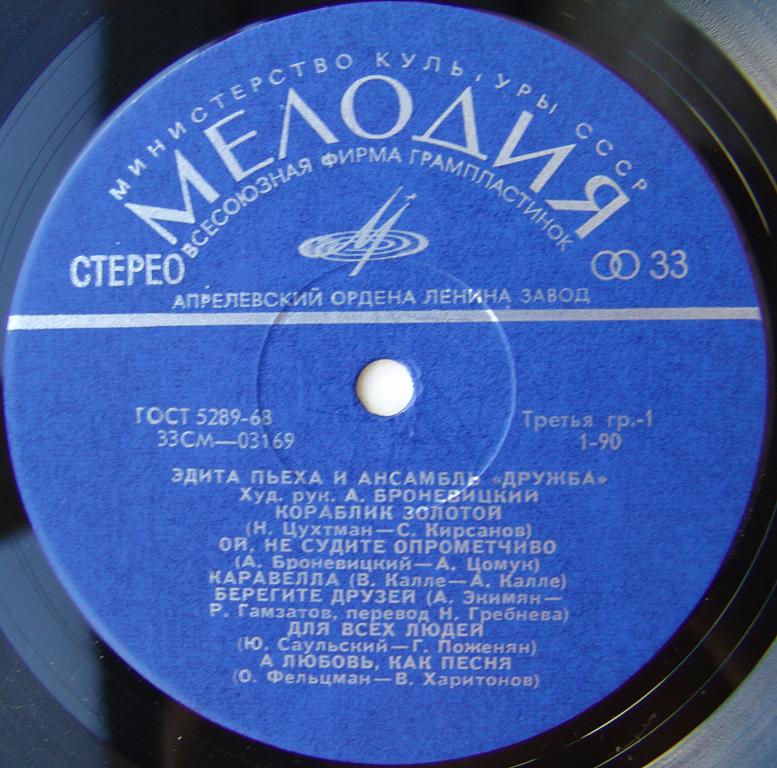 МИНИСТЕРСТВО КУЛЬТУРЫ СССР
МЕЛОДИЯ
ВСЕСОЮЗНАЯ ФИРМА ГРАМПЛАСТИНОК
СТЕРЕО
33
АПРЕЛЕВСКИЙ ОРДЕНА ЛЕНИНА ЗАВОД
ГОСТ 5289-68
Третья гр.-1
33СМ—03169
1-90
ЭДИТА ПЬЕХА И АНСАМБЛЬ «ДРУЖБА»
Худ. рук. А. БРОНЕВИЦКИЙ
КОРАБЛИК ЗОЛОТОЙ
(Н. Цухтман—С. Кирсанов)
ОЙ, НЕ СУДИТЕ ОПРОМЕТЧИВО
(А. Броневицкий—А. Цомук)
КАРАВЕЛЛА (В. Калле—А. Калле)
БЕРЕГИТЕ ДРУЗЕЙ (А. Экимян—
Р. Гамзатов, перевод Н. Гребнева)
ДЛЯ ВСЕХ ЛЮДЕЙ
(Ю. Саульский—Г. Поженян)
А ЛЮБОВЬ, КАК ПЕСНЯ
(О. Фельцман—В. Харитонов)